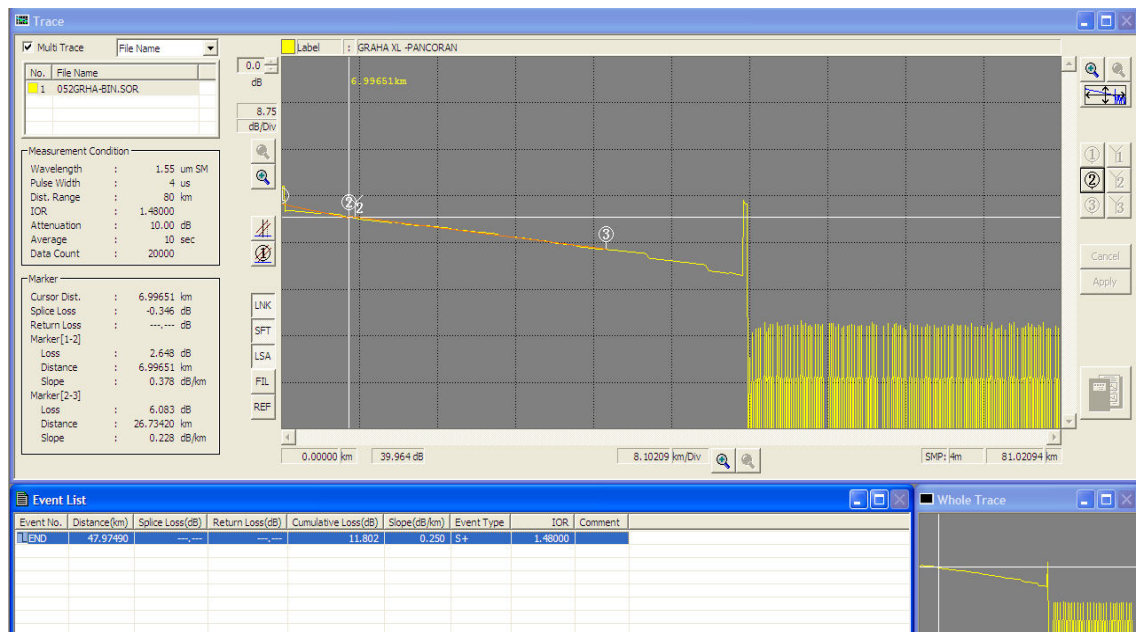 Trace
Multi Trace File Name
No. File Name
1 052GRHA-BIN.SOR
Measurement Condition
Wavelength : 1.55 um SM
Pulse Width : 4 us
Dist. Range : 80 km
IOR : 1.48000
Attenuation : 10.00 dB
Average : 10 sec
Data Count : 20000
Marker
Cursor Dist. : 6.99651 km
Splice Loss : -0.346 dB
Return Loss : ---.--- dB
Marker[1-2]
Loss : 2.648 dB
Distance : 6.99651 km
Slope : 0.378 dB/km
Marker[2-3]
Loss : 6.083 dB
Distance : 26.73420 km
Slope : 0.228 dB/km
0.0
dB
8.75
dB/Div
LNK
SFT
LSA
FIL
REF
Label : GRAHA XL -PANCORAN
6.99651km
② 2
③
0.00000 km 39.964 dB 8.10209 km/Div SMP: 4m 81.02094 km
① 1
② 2
③ 3
Cancel
Apply
Event List
Event No. Distance(km) Splice Loss(dB) Return Loss(dB) Cumulative Loss(dB) Slope(dB/km) Event Type IOR Comment
END 47.97490 ---.--- ---.--- 11.802 0.250 S+ 1.48000
Whole Trace